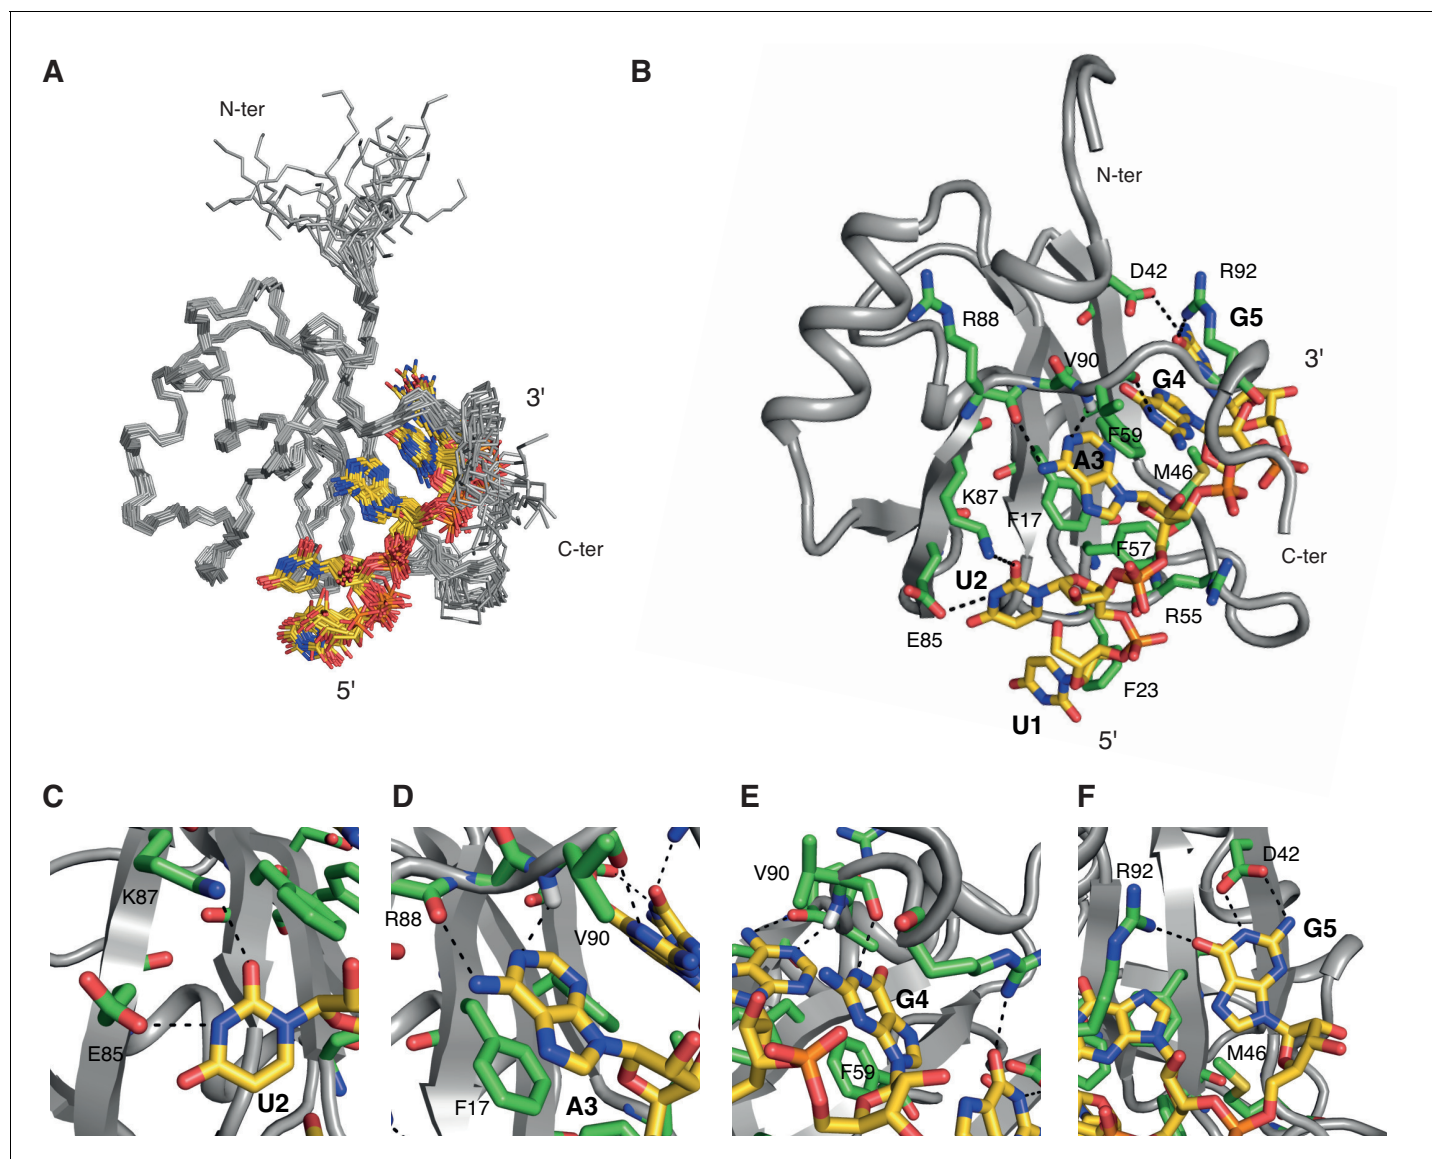 A
N-ter
3'
C-ter
5'
B
N-ter
D42
R92
G5
R88
3'
V90
G4
F59
A3
M46
K87
F17
F57
C-ter
U2
R55
E85
F23
U1
5'
C
K87
E85
U2
D
R88
V90
F17
A3
E
V90
G4
F59
F
D42
R92
G5
M46